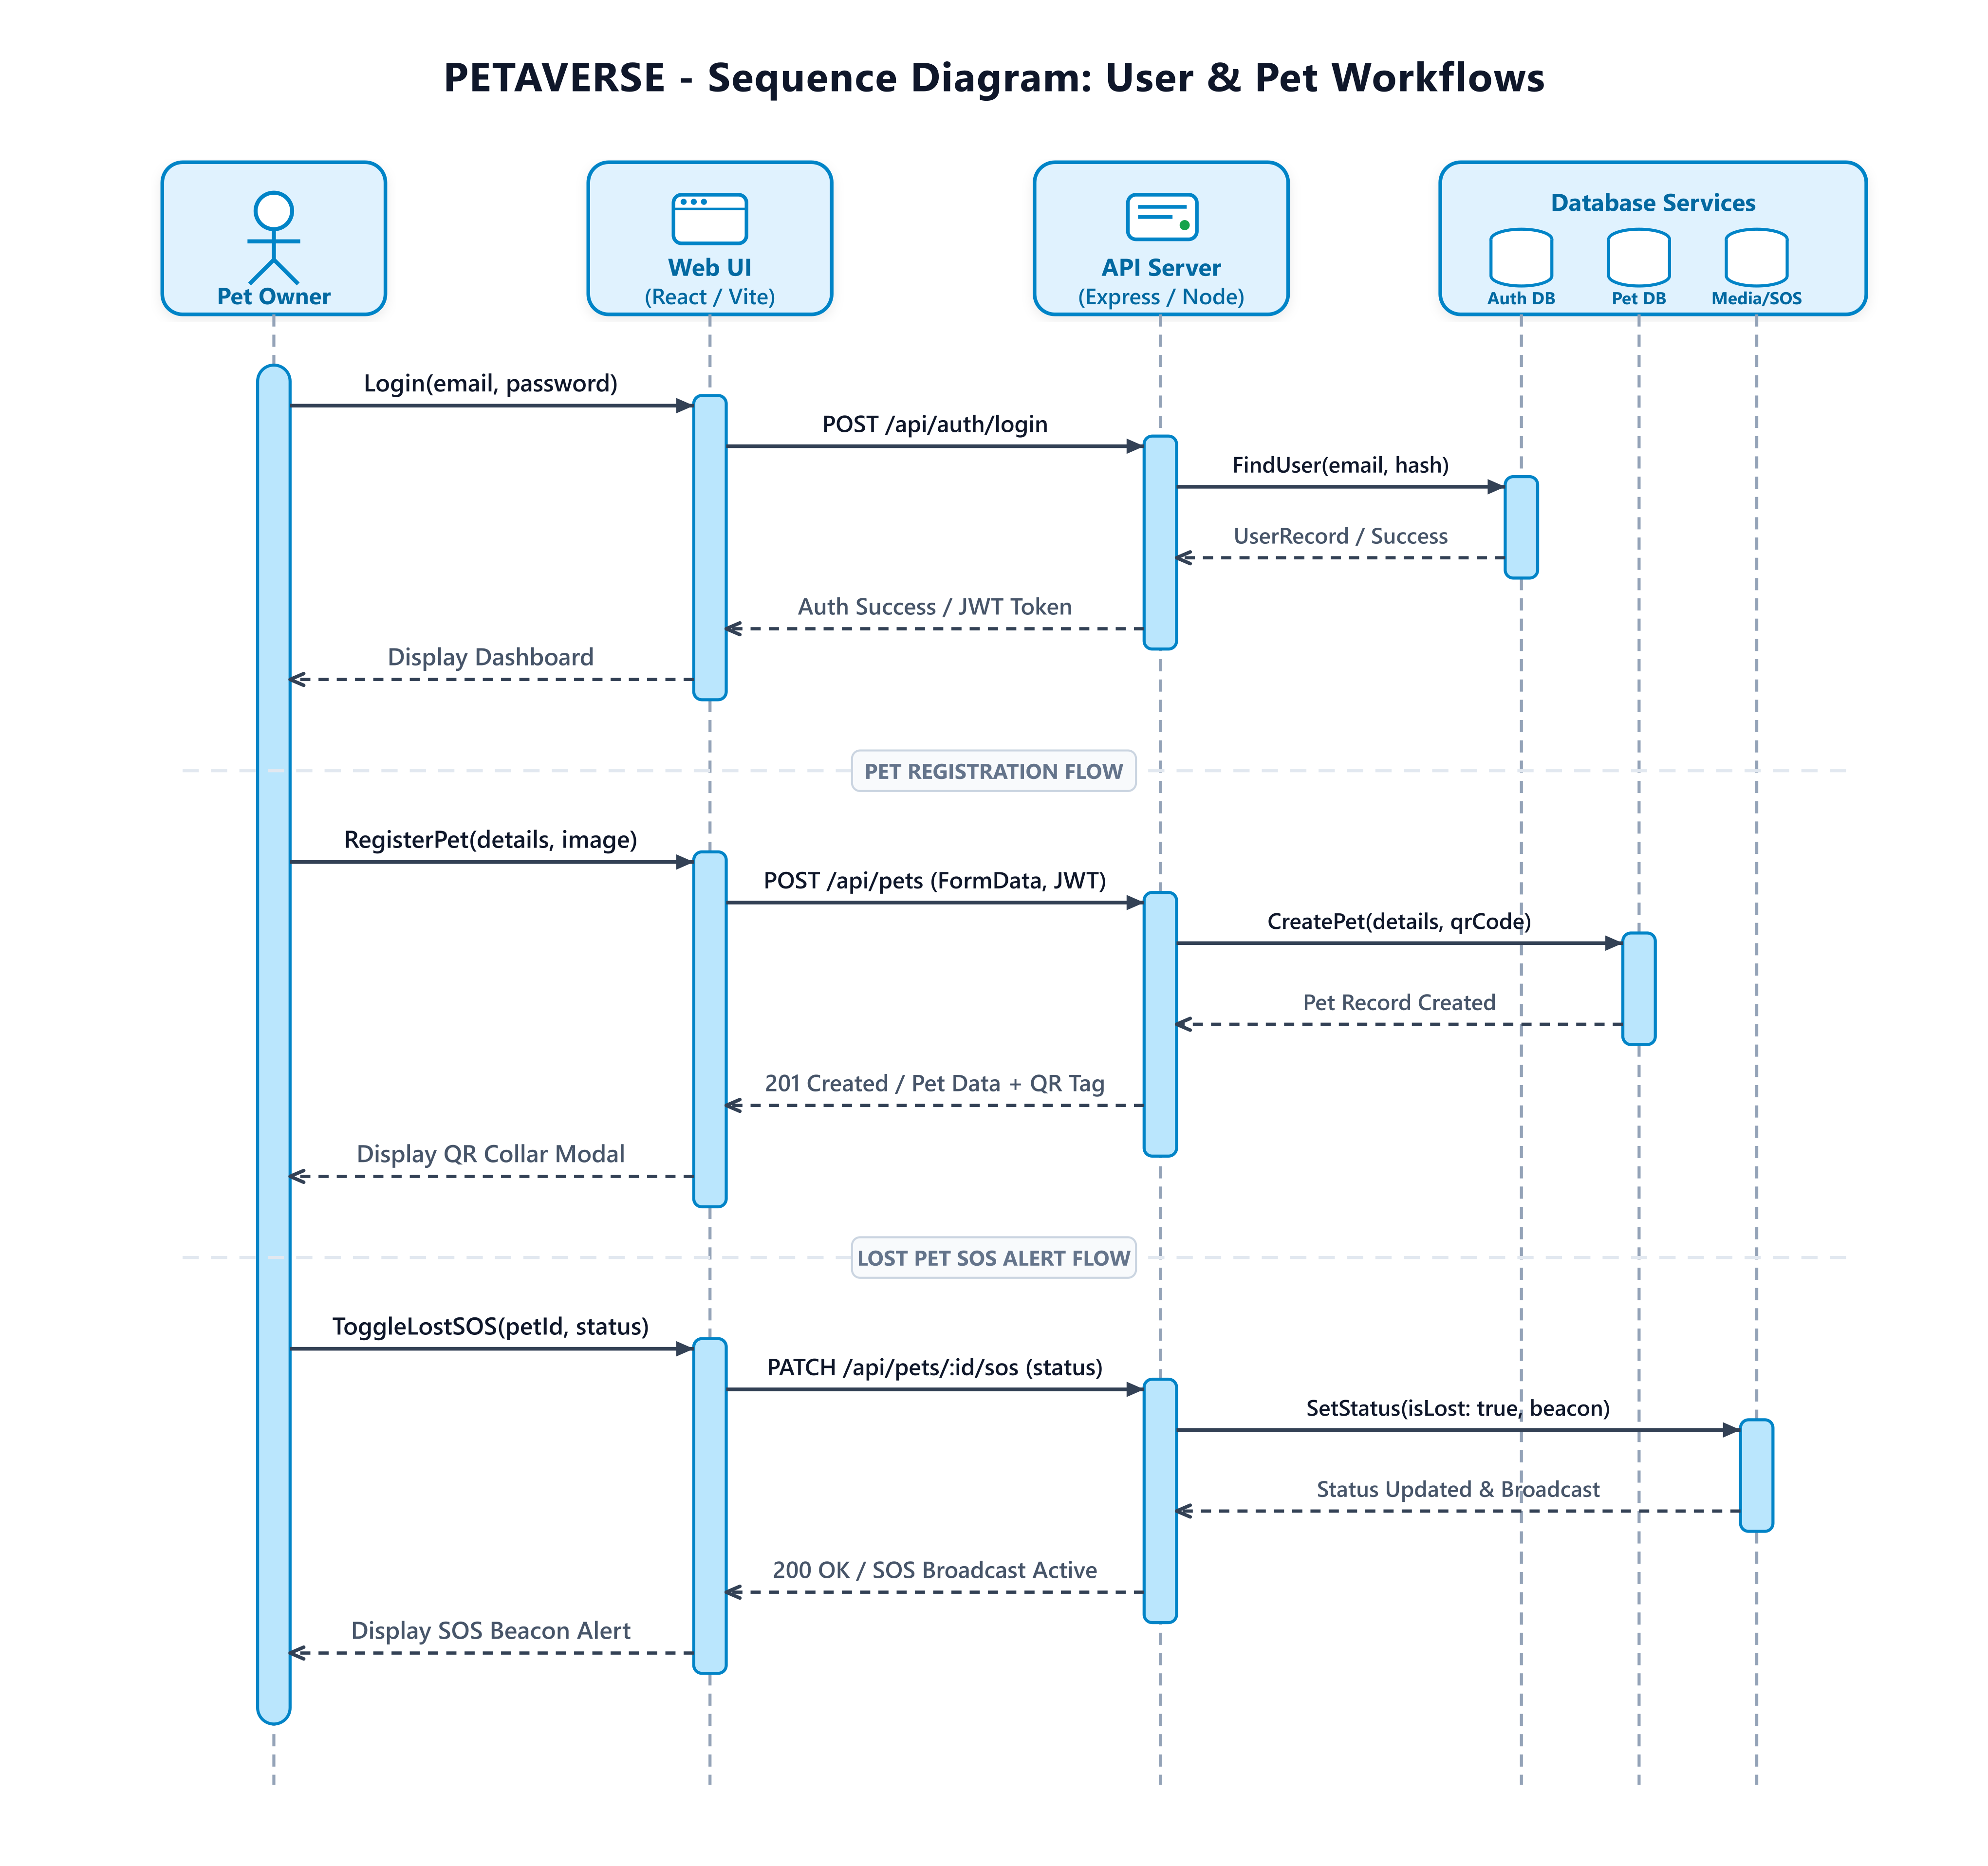 PETAVERSE - Sequence Diagram: User & Pet Workflows
Pet Owner
Web UI
(React / Vite)
API Server
(Express / Node)
Database Services
Auth DB
Pet DB
Media/SOS
Login(email, password)
POST /api/auth/login
FindUser(email, hash)
UserRecord / Success
Auth Success / JWT Token
Display Dashboard
PET REGISTRATION FLOW
RegisterPet(details, image)
POST /api/pets (FormData, JWT)
CreatePet(details, qrCode)
Pet Record Created
201 Created / Pet Data + QR Tag
Display QR Collar Modal
LOST PET SOS ALERT FLOW
ToggleLostSOS(petId, status)
PATCH /api/pets/:id/sos (status)
SetStatus(isLost: true, beacon)
Status Updated & Broadcast
200 OK / SOS Broadcast Active
Display SOS Beacon Alert